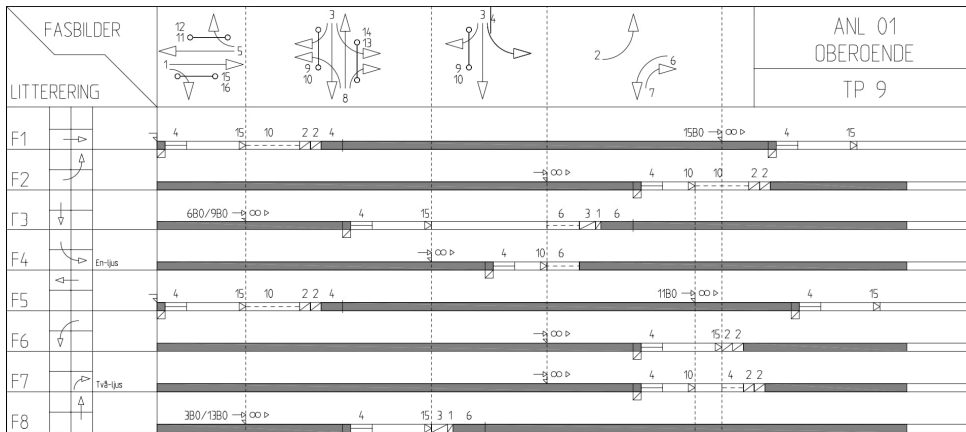 FASBILDER
LITTERERING
12
11
5
1
15
16
3
14
13
9
10
8
3
4
9
10
2
6
7
ANL 01
OBEROENDE
TP 9
F1 4 15 10 2 2 4 15B0 ∞ 4 15
F2 ∞ 4 10 10 2 2
F3 6B0/9B0 ∞ 4 15 6 3 1 6
F4 En-ljus ∞ 4 10 6
F5 4 15 10 2 2 4 11B0 ∞ 4 15
F6 ∞ 4 15 2 2
F7 Två-ljus ∞ 4 10 4 2 2
F8 3B0/13B0 ∞ 4 15 3 1 6